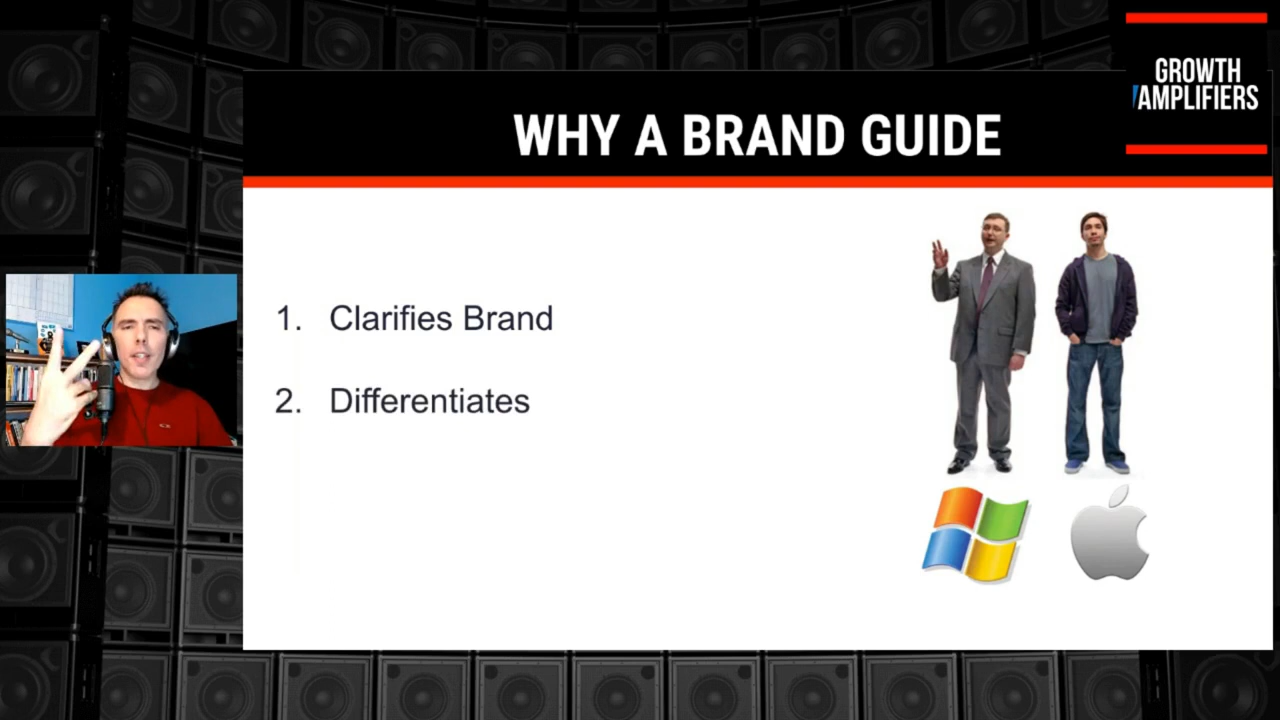 GROWTH
AMPLIFIERS
WHY A BRAND GUIDE
1. Clarifies Brand
2. Differentiates